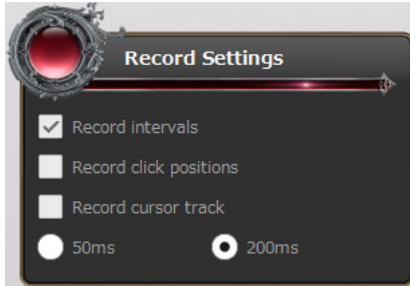 Record Settings
Record intervals
Record click positions
Record cursor track
50ms 200ms